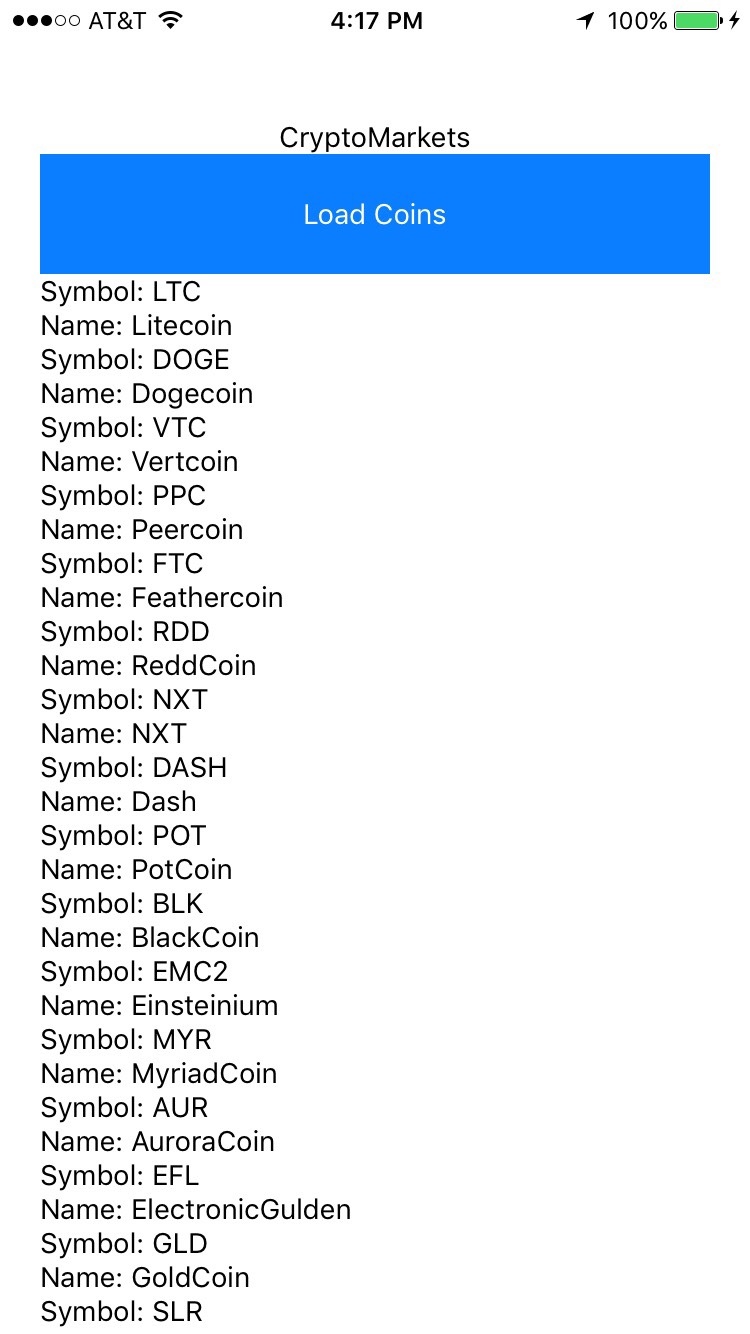 AT&T 4:17 PM 100%
CryptoMarkets
Load Coins
Symbol: LTC
Name: Litecoin
Symbol: DOGE
Name: Dogecoin
Symbol: VTC
Name: Vertcoin
Symbol: PPC
Name: Peercoin
Symbol: FTC
Name: Feathercoin
Symbol: RDD
Name: ReddCoin
Symbol: NXT
Name: NXT
Symbol: DASH
Name: Dash
Symbol: POT
Name: PotCoin
Symbol: BLK
Name: BlackCoin
Symbol: EMC2
Name: Einsteinium
Symbol: MYR
Name: MyriadCoin
Symbol: AUR
Name: AuroraCoin
Symbol: EFL
Name: ElectronicGulden
Symbol: GLD
Name: GoldCoin
Symbol: SLR